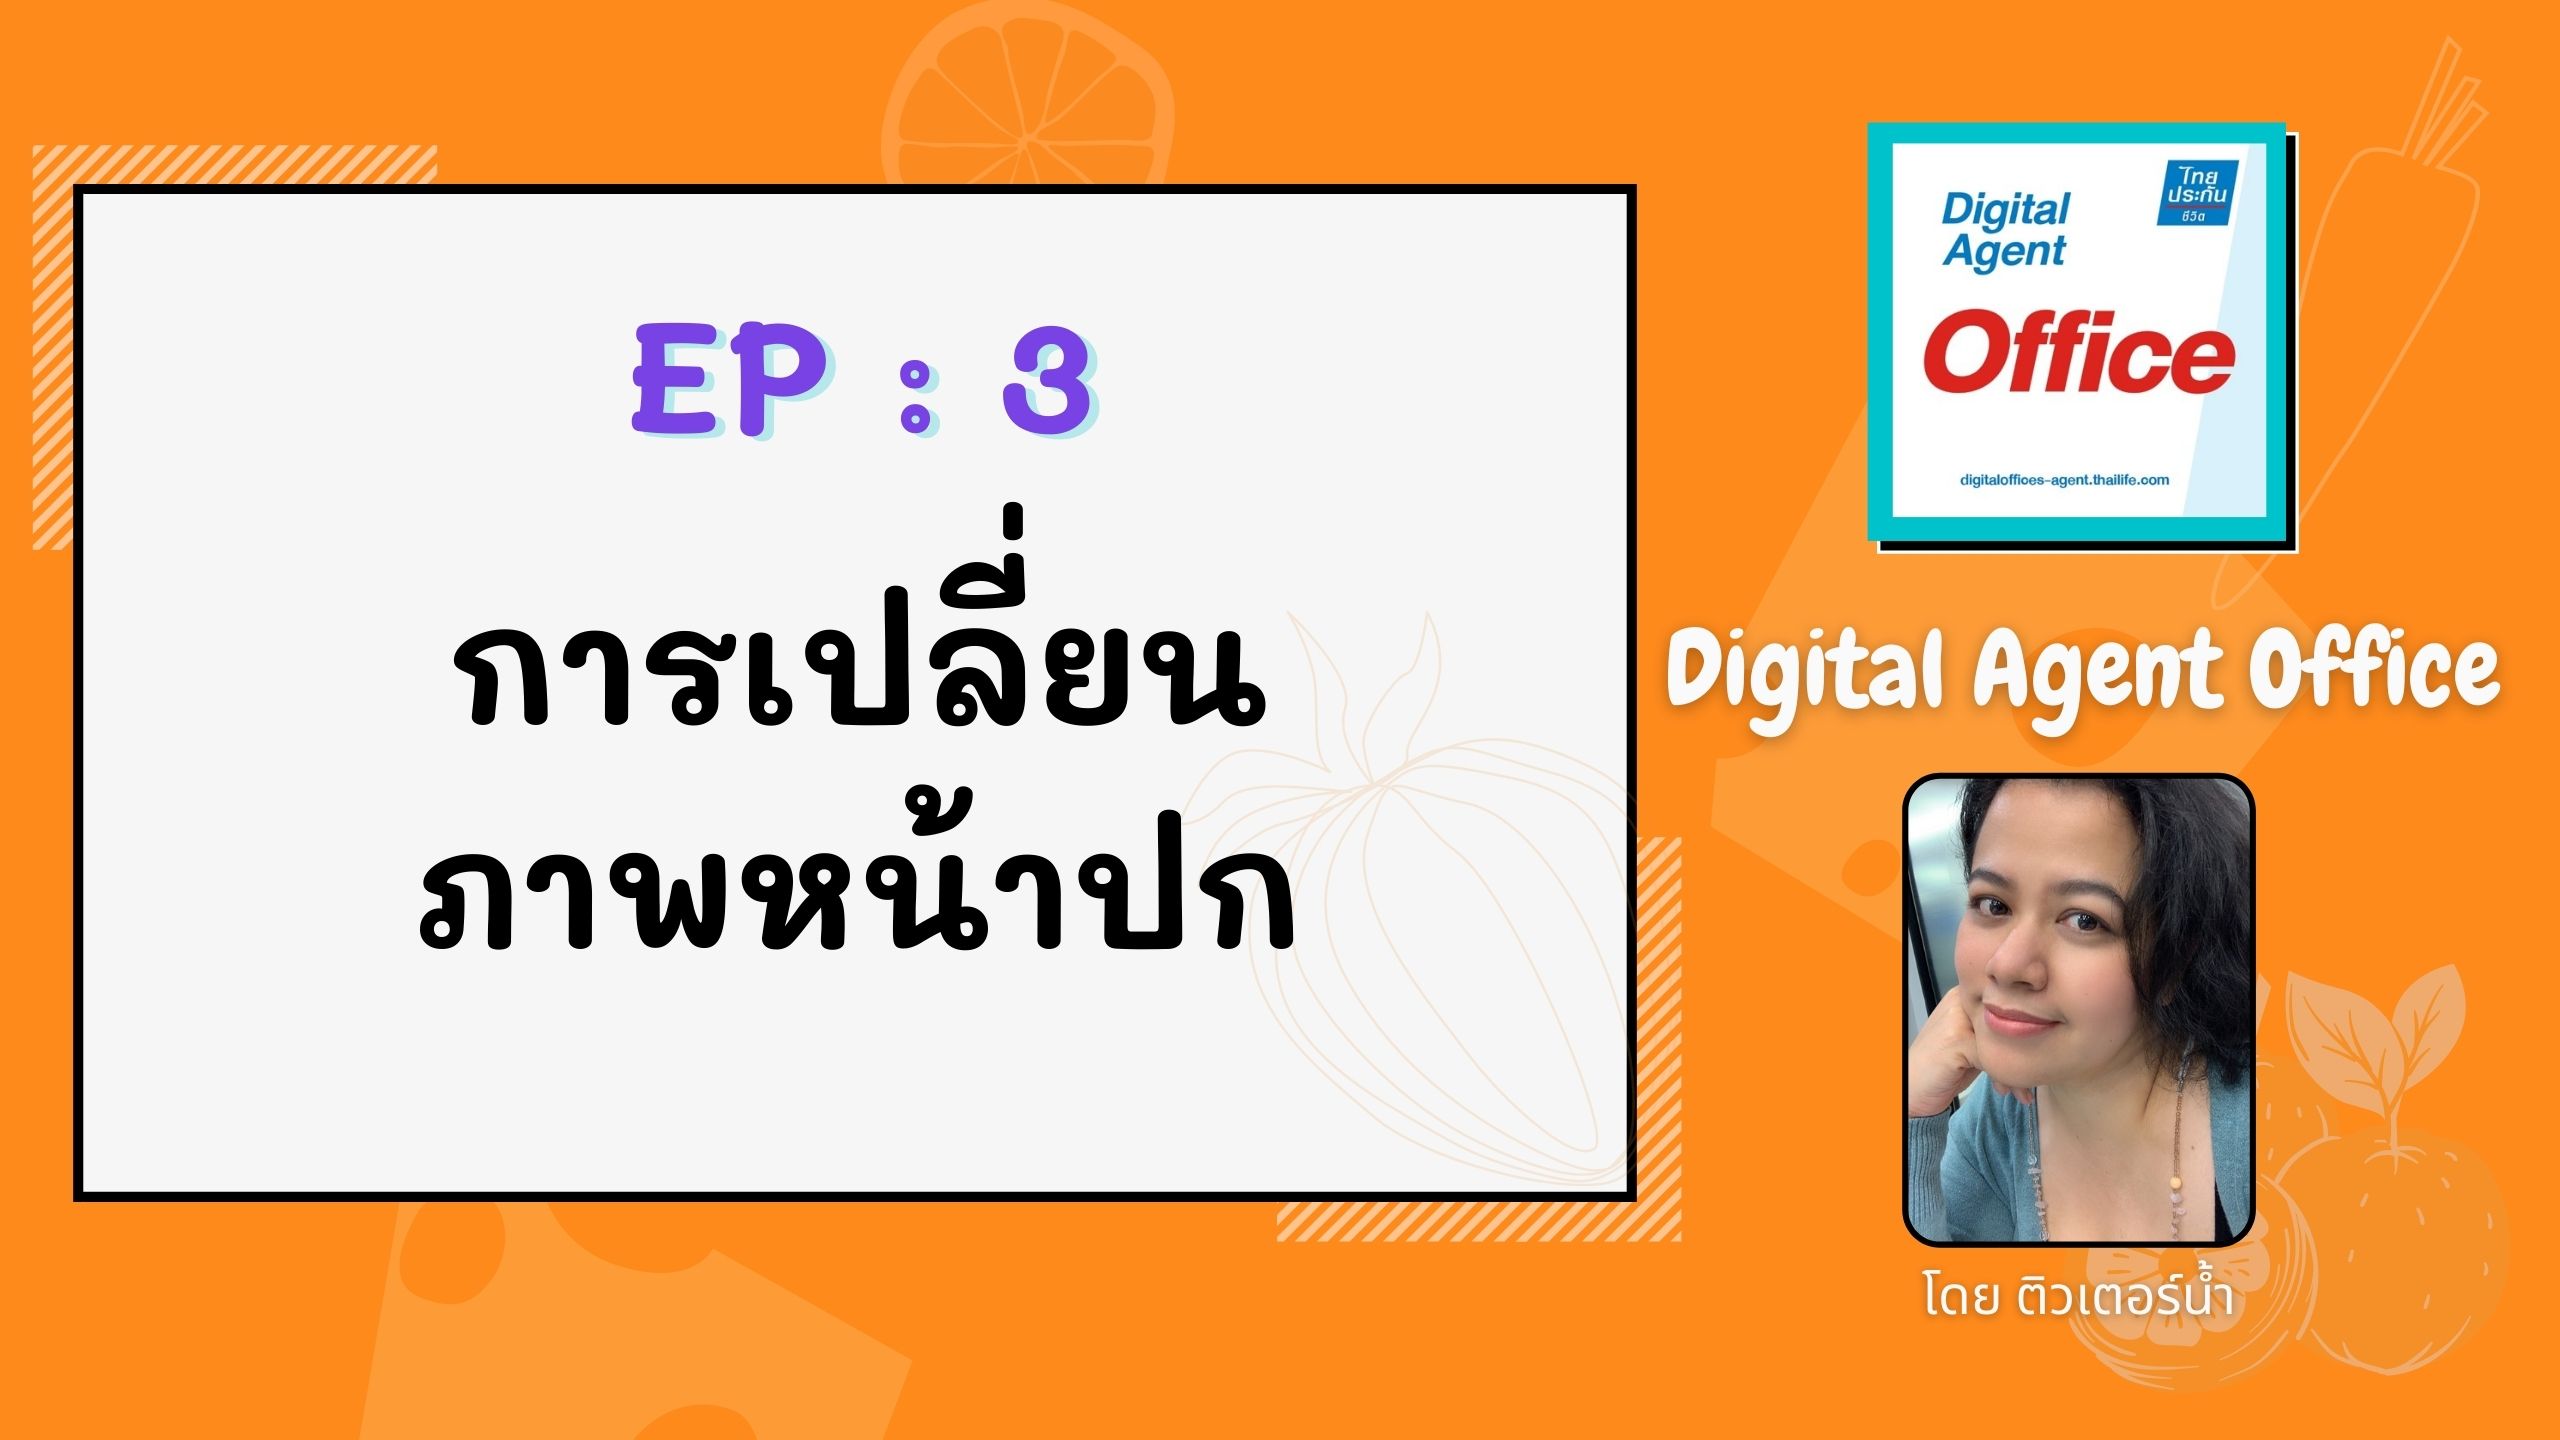 EP : 3
การเปลี่ยน
ภาพหน้าปก
Digital
Agent
Office
ไทย
ประกัน
ชีวิต
digitaloffices-agent.thailife.com
Digital Agent Office
โดย ติวเตอร์น้ำ